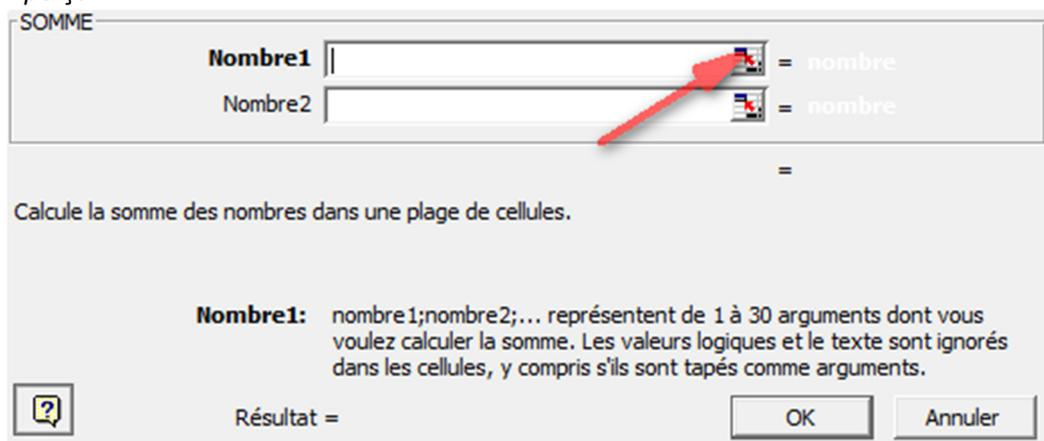 SOMME
Nombre1 = nombre
Nombre2 = nombre
=
Calcule la somme des nombres dans une plage de cellules.
Nombre1: nombre1;nombre2;... représentent de 1 à 30 arguments dont vous
voulez calculer la somme. Les valeurs logiques et le texte sont ignorés
dans les cellules, y compris s'ils sont tapés comme arguments.
Résultat =
OK Annuler